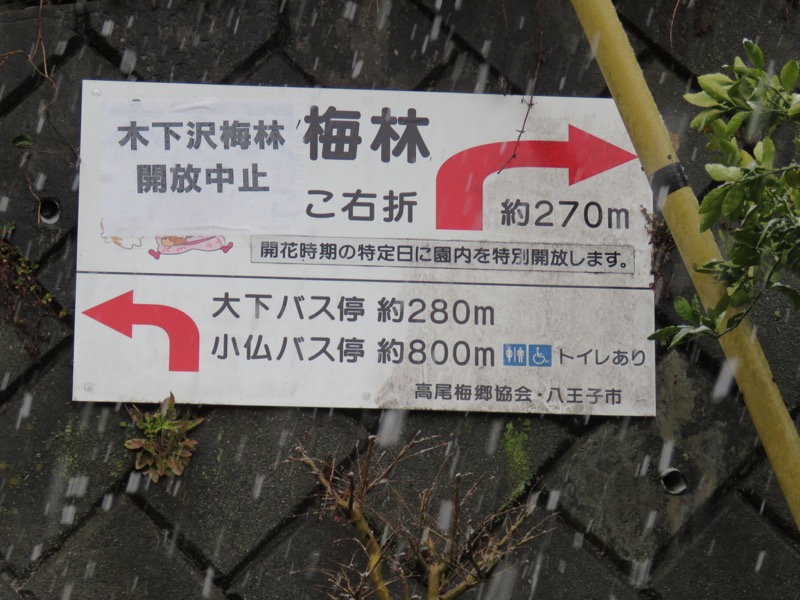 木下沢梅林
開放中止
梅林
こ右折
約270m
開花時期の特定日に園内を特別開放します。
大下バス停 約280m
小仏バス停 約800m トイレあり
高尾梅郷協会・八王子市